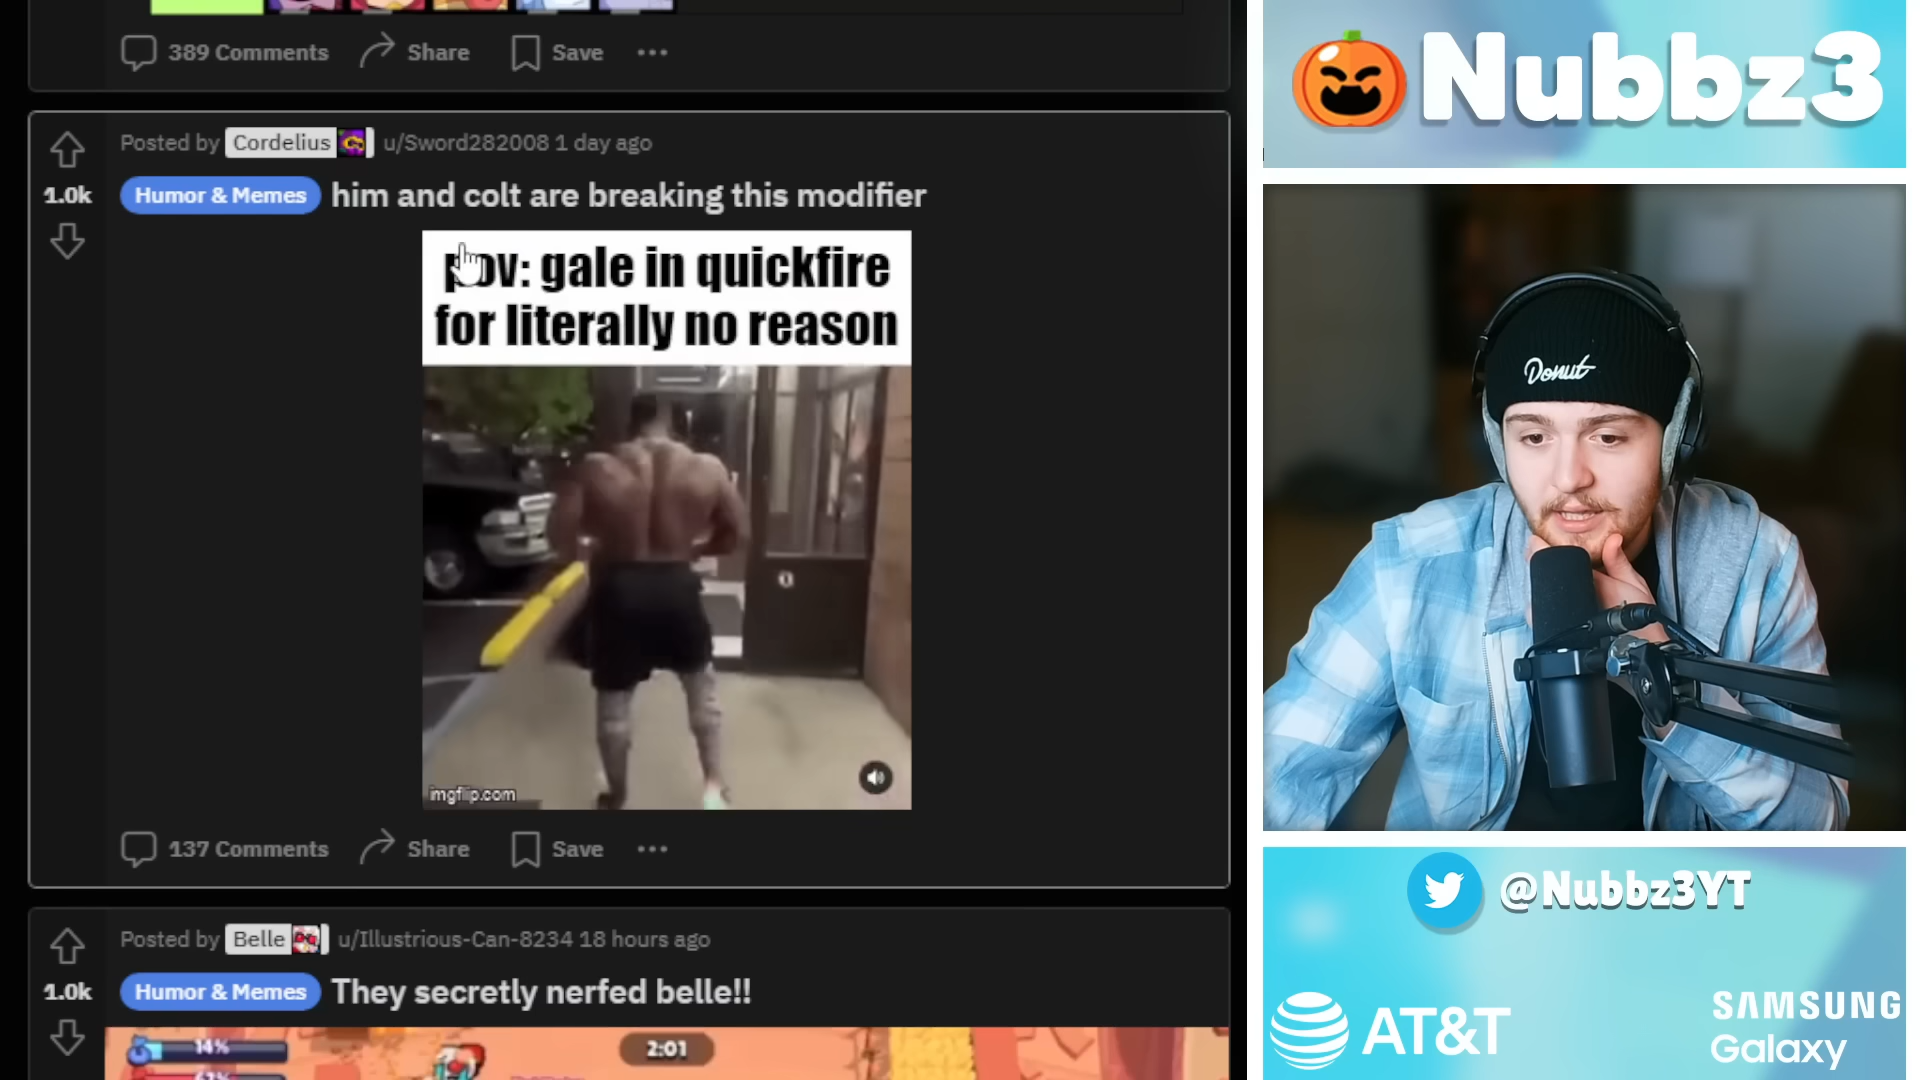 389 Comments Share Save
Nubbz3
Posted by Cordelius u/Sword282008 1 day ago
1.0k
Humor & Memes him and colt are breaking this modifier
pov: gale in quickfire
for literally no reason
imgflip.com
137 Comments Share Save
Donut
Posted by Belle u/Illustrious-Can-8234 18 hours ago
1.0k
Humor & Memes They secretly nerfed belle!!
14%
2:01
@Nubbz3YT
AT&T
SAMSUNG
Galaxy